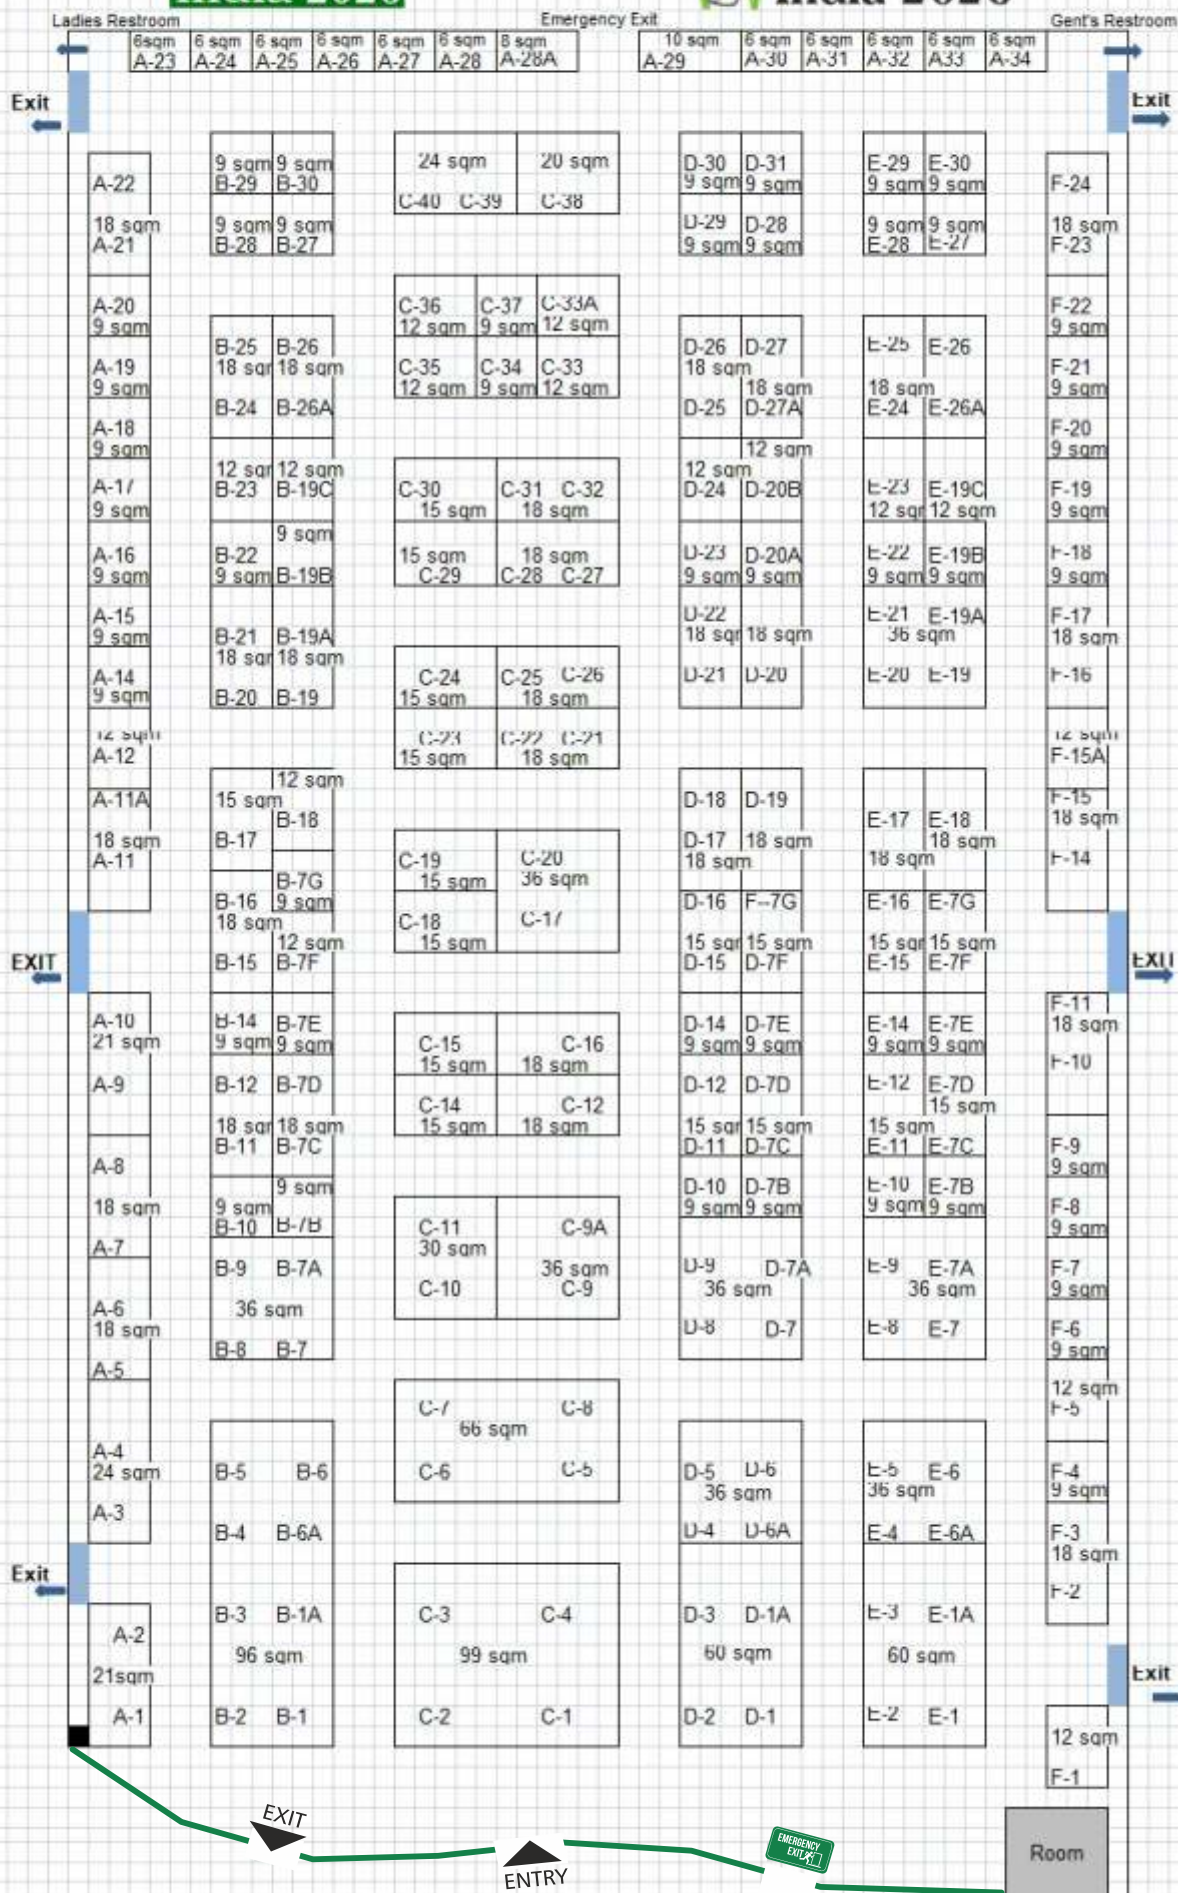 India 2026
India 2026
Ladies Restroom Emergency Exit Gent's Restroom
6sqm 6 sqm 6 sqm 6 sqm 6 sqm 6 sqm 8 sqm 10 sqm 6 sqm 6 sqm 6 sqm 6 sqm 6 sqm
A-23 A-24 A-25 A-26 A-27 A-28 A-28A A-29 A-30 A-31 A-32 A33 A-34
Exit Exit
9 sqm 9 sqm 24 sqm 20 sqm D-30 D-31 E-29 E-30
A-22 B-29 B-30 9 sqm 9 sqm 9 sqm 9 sqm F-24
C-40 C-39 C-38
18 sqm 9 sqm 9 sqm D-29 D-28 9 sqm 9 sqm 18 sqm
A-21 B-28 B-27 9 sqm 9 sqm E-28 E-27 F-23
A-20 C-36 C-37 C-33A F-22
9 sqm 12 sqm 9 sqm 12 sqm 9 sqm
B-25 B-26 D-26 D-27 E-25 E-26
A-19 18 sqr 18 sqm C-35 C-34 C-33 18 sqm F-21
9 sqm 12 sqm 9 sqm 12 sqm 18 sqm 18 sqm 9 sqm
B-24 B-26A D-25 D-27A E-24 E-26A
A-18 F-20
9 sqm 12 sqm 9 sqm
12 sqr 12 sqm 12 sqm
A-17 B-23 B-19C C-30 C-31 C-32 D-24 D-20B E-23 E-19C F-19
9 sqm 15 sqm 18 sqm 12 sqr 12 sqm 9 sqm
9 sqm
A-16 B-22 15 sqm 18 sqm D-23 D-20A E-22 E-19B F-18
9 sqm 9 sqm B-19B C-29 C-28 C-27 9 sqm 9 sqm 9 sqm 9 sqm 9 sqm
A-15 D-22 E-21 E-19A F-17
9 sqm B-21 B-19A 18 sqr 18 sqm 36 sqm 18 sqm
18 sqr 18 sqm
A-14 C-24 C-25 C-26 D-21 D-20 E-20 E-19 F-16
9 sqm B-20 B-19 15 sqm 18 sqm
12 sqm C-23 C-22 C-21 12 sqm
A-12 15 sqm 18 sqm F-15A
12 sqm
A-11A 15 sqm D-18 D-19 F-15
B-18 E-17 E-18 18 sqm
18 sqm B-17 D-17 18 sqm 18 sqm
A-11 C-19 C-20 18 sqm 18 sqm F-14
B-7G 15 sqm 36 sqm
B-16 9 sqm D-16 F--7G E-16 E-7G
18 sqm C-18 C-17
12 sqm 15 sqm 15 sqr 15 sqm 15 sqr 15 sqm
EXIT B-15 B-7F D-15 D-7F E-15 E-7F EXIT
F-11
A-10 B-14 B-7E D-14 D-7E E-14 E-7E 18 sqm
21 sqm 9 sqm 9 sqm C-15 C-16 9 sqm 9 sqm 9 sqm 9 sqm
15 sqm 18 sqm F-10
A-9 B-12 B-7D D-12 D-7D E-12 E-7D
C-14 C-12 15 sqm
18 sqr 18 sqm 15 sqm 18 sqm 15 sqr 15 sqm 15 sqm
B-11 B-7C D-11 D-7C E-11 E-7C F-9
A-8 9 sqm
9 sqm D-10 D-7B E-10 E-7B
18 sqm 9 sqm 9 sqm 9 sqm 9 sqm 9 sqm F-8
B-10 B-7B C-11 C-9A 9 sqm
A-7 30 sqm
B-9 B-7A 36 sqm D-9 D-7A E-9 E-7A F-7
C-10 C-9 36 sqm 36 sqm 9 sqm
A-6 36 sqm
18 sqm D-8 D-7 E-8 E-7 F-6
B-8 B-7 9 sqm
A-5
12 sqm
C-7 C-8 F-5
66 sqm
A-4
24 sqm B-5 B-6 C-6 C-5 D-5 D-6 E-5 E-6 F-4
36 sqm 36 sqm 9 sqm
A-3
B-4 B-6A D-4 D-6A E-4 E-6A F-3
18 sqm
Exit
F-2
B-3 B-1A C-3 C-4 D-3 D-1A E-3 E-1A
A-2
96 sqm 99 sqm 60 sqm 60 sqm
21sqm Exit
A-1 B-2 B-1 C-2 C-1 D-2 D-1 E-2 E-1
12 sqm
F-1
EXIT
EMERGENCY
EXIT
Room
ENTRY